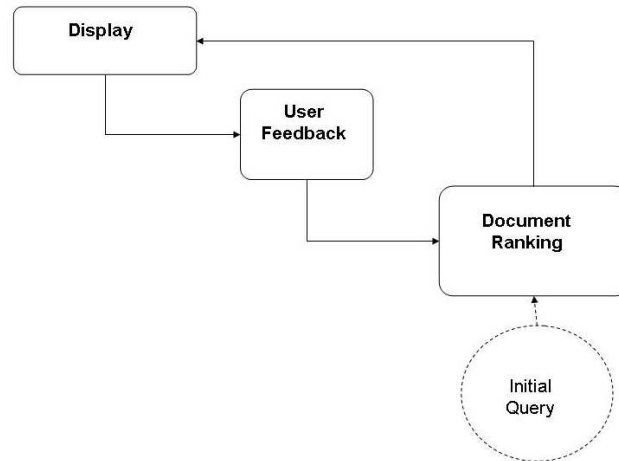 Display
User
Feedback
Document
Ranking
Initial
Query